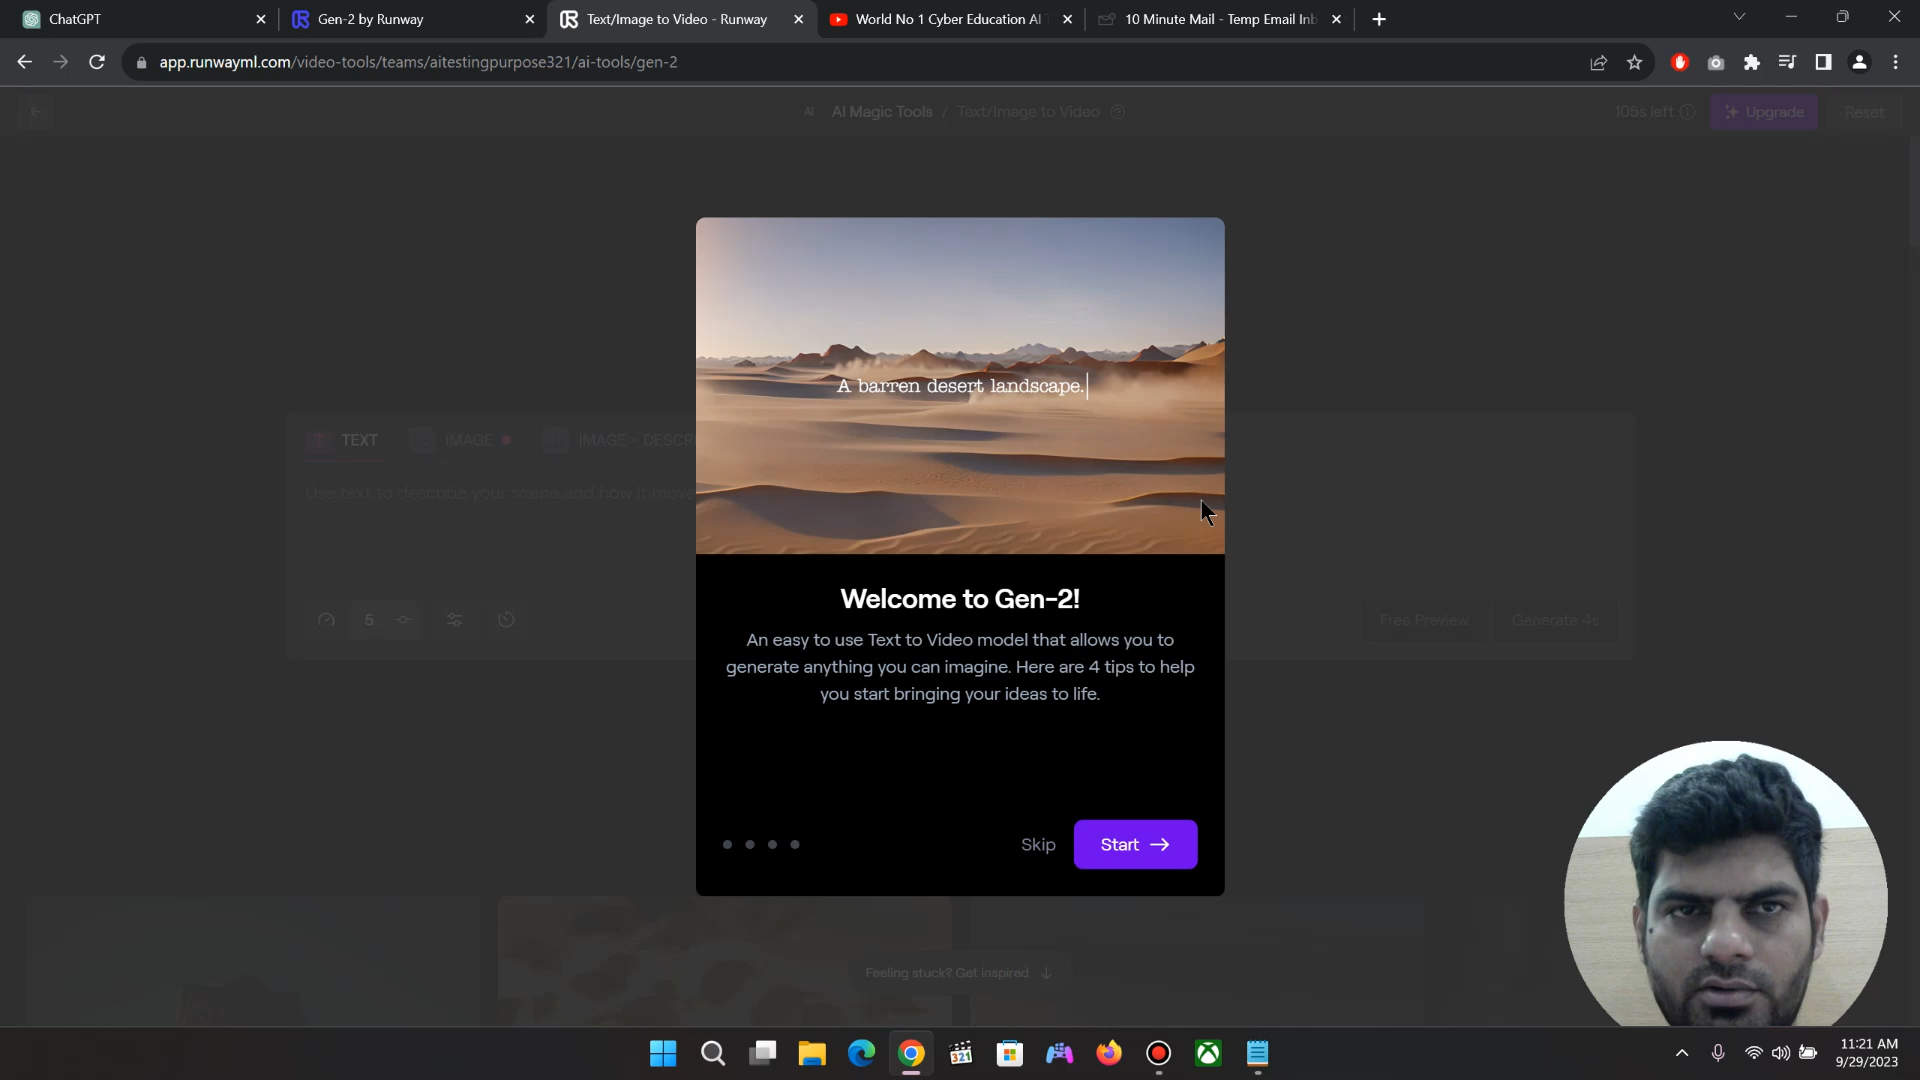 ChatGPT
Gen-2 by Runway
Text/Image to Video - Runway
World No 1 Cyber Education AI
10 Minute Mail - Temp Email Inb
app.runwayml.com/video-tools/teams/aitestingpurpose321/ai-tools/gen-2
AI AI Magic Tools / Text/Image to Video
105s left
Upgrade
Reset
A barren desert landscape.
TEXT
IMAGE
IMAGE + DESCRI
Use text to describe your scene and how it move
5
Free Preview
Generate 4s
Welcome to Gen-2!
An easy to use Text to Video model that allows you to
generate anything you can imagine. Here are 4 tips to help
you start bringing your ideas to life.
Skip
Start
Feeling stuck? Get inspired
321
11:21 AM
9/29/2023